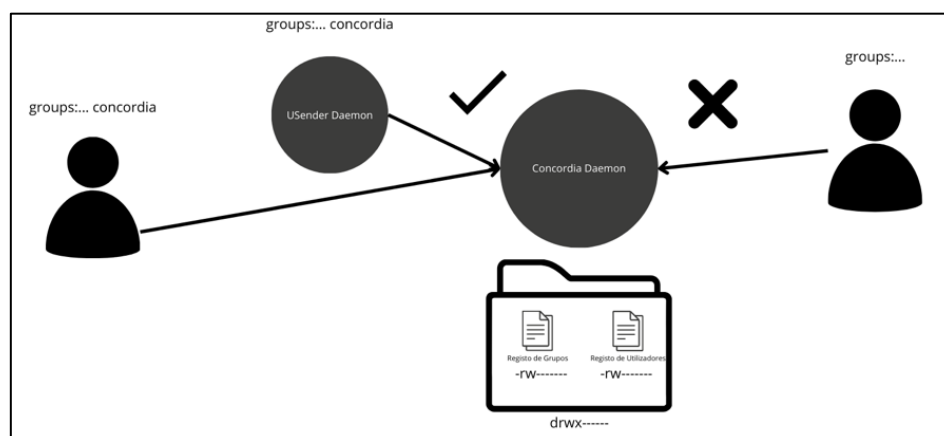 groups:... concordia
groups:...
groups:... concordia
USender Daemon
Concordia Daemon
Registo de Grupos
Registo de Utilizadores
-rw-------
-rw-------
drwx------